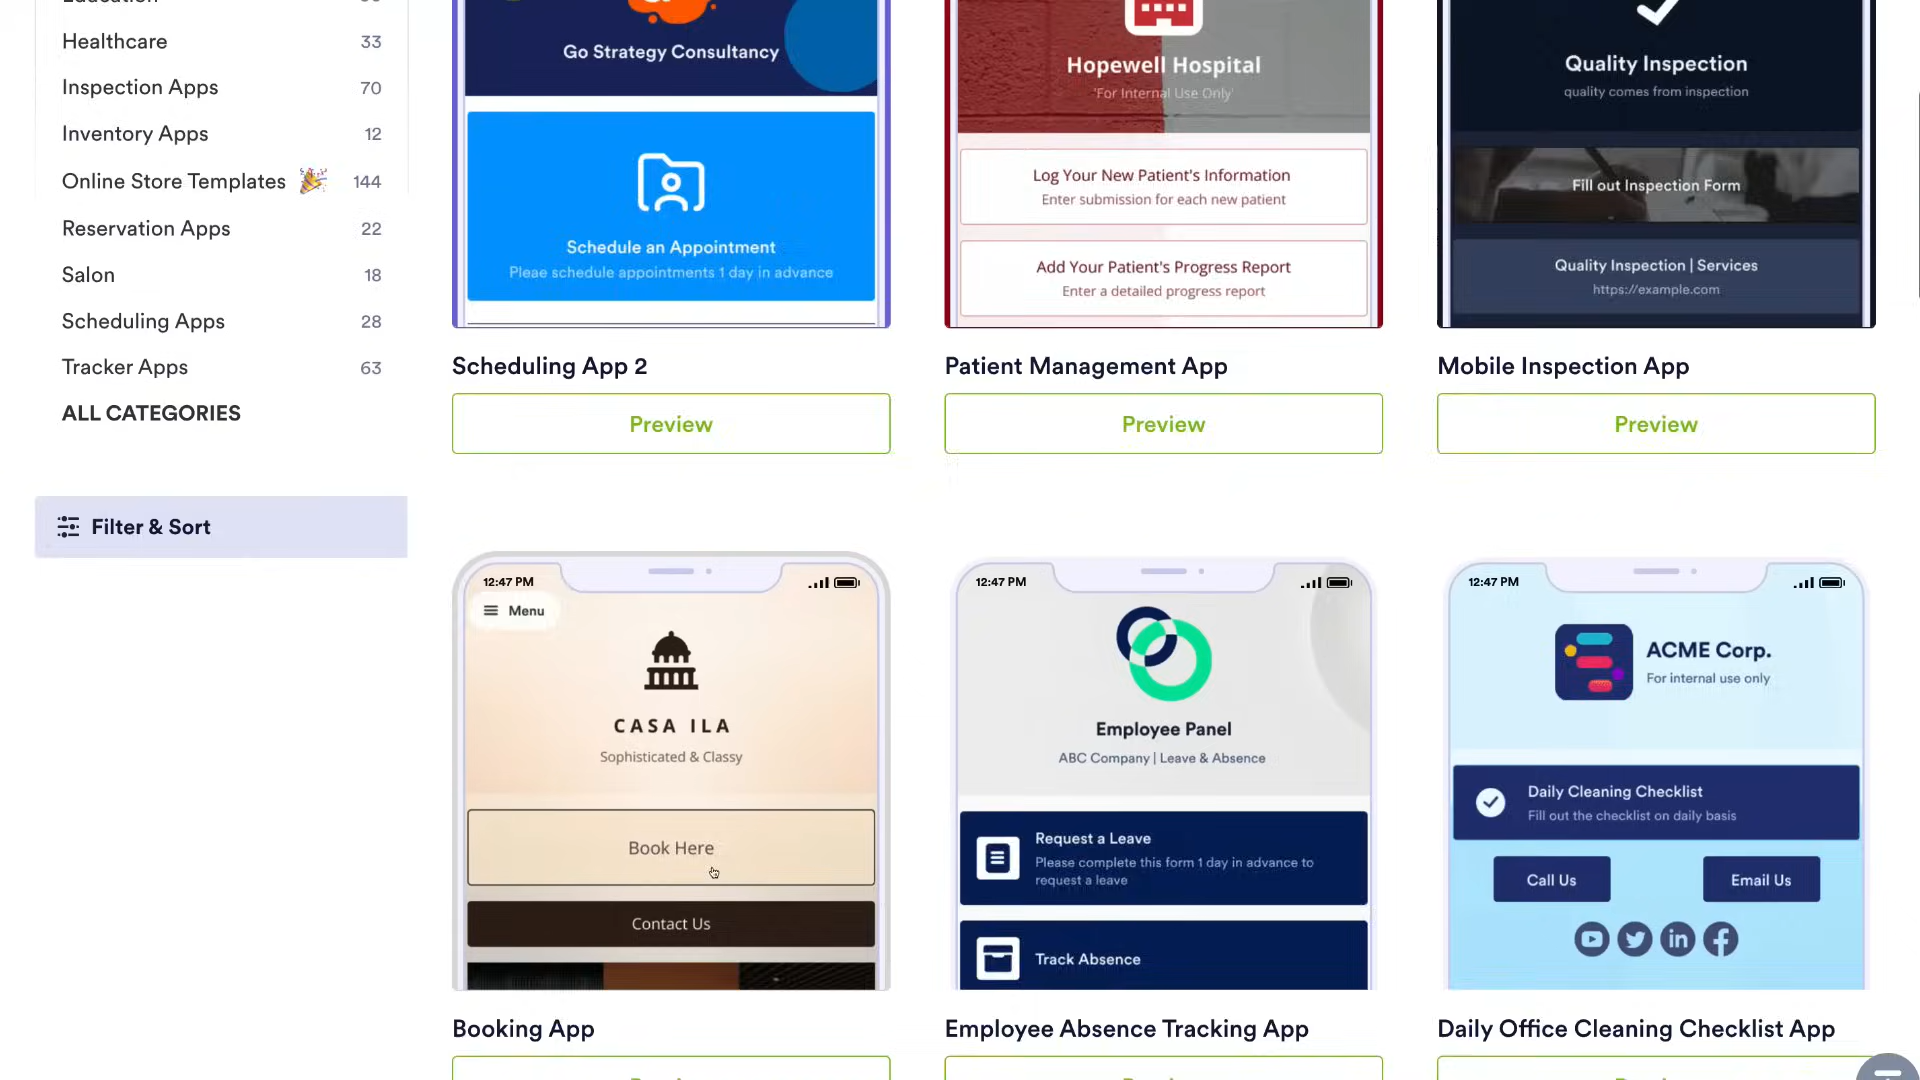 Healthcare 33
Inspection Apps 70
Inventory Apps 12
Online Store Templates 144
Reservation Apps 22
Salon 18
Scheduling Apps 28
Tracker Apps 63
ALL CATEGORIES
Filter & Sort
Go Strategy Consultancy
Schedule an Appointment
Pleae schedule appointments 1 day in advance
Scheduling App 2
Preview
Hopewell Hospital
'For Internal Use Only'
Log Your New Patient's Information
Enter submission for each new patient
Add Your Patient's Progress Report
Enter a detailed progress report
Patient Management App
Preview
Quality Inspection
quality comes from inspection
Fill out Inspection Form
Quality Inspection | Services
https://example.com
Mobile Inspection App
Preview
12:47 PM
Menu
CASA ILA
Sophisticated & Classy
Book Here
Contact Us
Booking App
12:47 PM
Employee Panel
ABC Company | Leave & Absence
Request a Leave
Please complete this form 1 day in advance to
request a leave
Track Absence
Employee Absence Tracking App
12:47 PM
ACME Corp.
For internal use only
Daily Cleaning Checklist
Fill out the checklist on daily basis
Call Us
Email Us
Daily Office Cleaning Checklist App